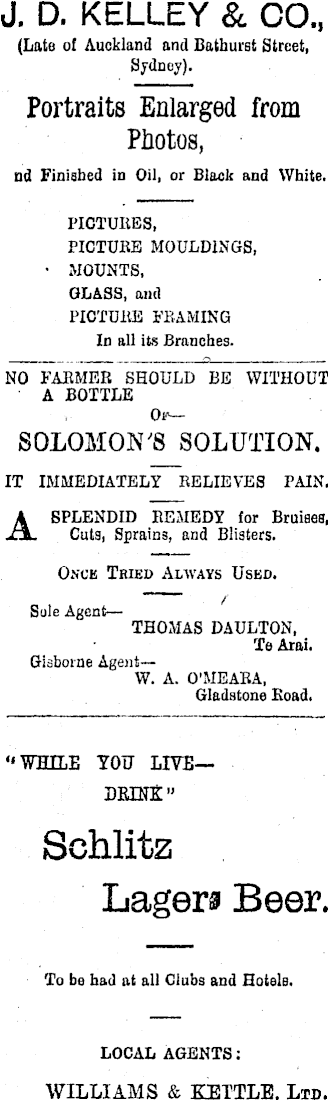 J. D. KELLEY & CO.,
(Late of Auckland and Bathurst Street,
Sydney).
Portraits Enlarged from
Photos,
nd Finished in Oil, or Black and White.
PICTURES,
PICTURE MOULDINGS,
MOUNTS,
GLASS, and
PICTURE FRAMING
In all its Branches.
NO FARMER SHOULD BE WITHOUT
A BOTTLE
OF—
SOLOMON'S SOLUTION.
IT IMMEDIATELY RELIEVES PAIN.
A SPLENDID REMEDY for Bruises,
Cuts, Sprains, and Blisters.
ONCE TRIED ALWAYS USED.
Sole Agent—
THOMAS DAULTON,
Te Arai.
Gisborne Agent—
W. A. O'MEARA,
Gladstone Road.
"WHILE YOU LIVE—
DRINK"
Schlitz
Lager Beer.
To be had at all Clubs and Hotels.
LOCAL AGENTS:
WILLIAMS & KETTLE, LTD.